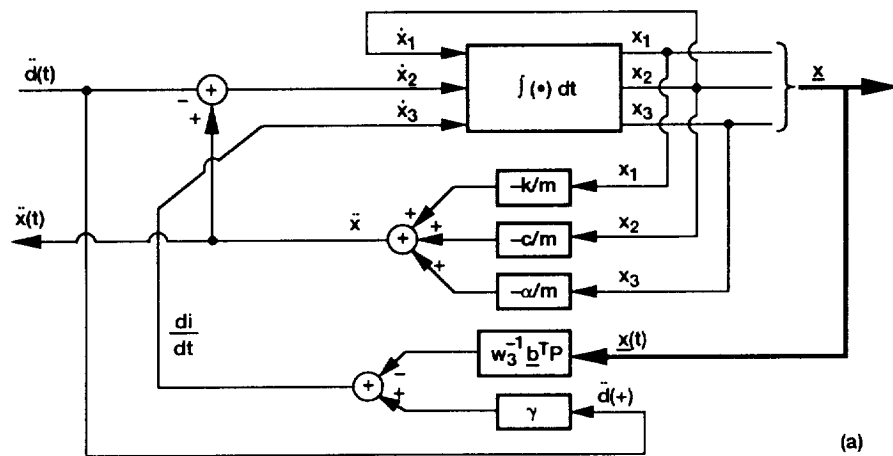 ẋ₁
x₁
d̈(t)
ẋ₂
x₂
−
+
∫(•) dt
x
ẋ₃
x₃
+
−k/m
x₁
ẍ(t)
ẍ
+
+
+
−c/m
x₂
+
−α/m
x₃
di
dt
w₃⁻¹ bᵀP
x(t)
−
+
+
γ
d̈(+)
(a)